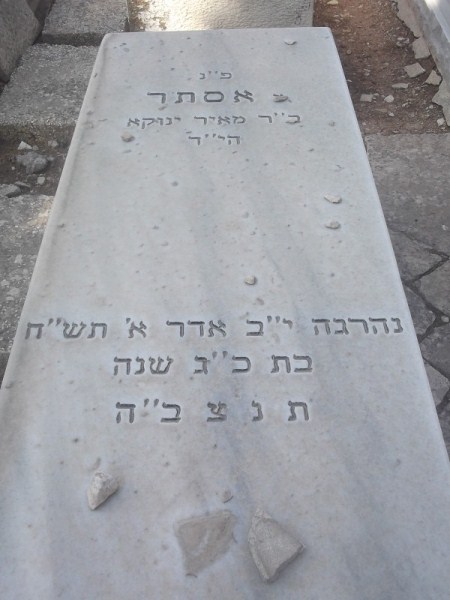 פ״נ
אסתר
ב״ר מאיר ינוקא
הי״ד
נהרגה י״ב אדר א׳ תש״ח
בת כ״ג שנה
ת נ צ ב״ה